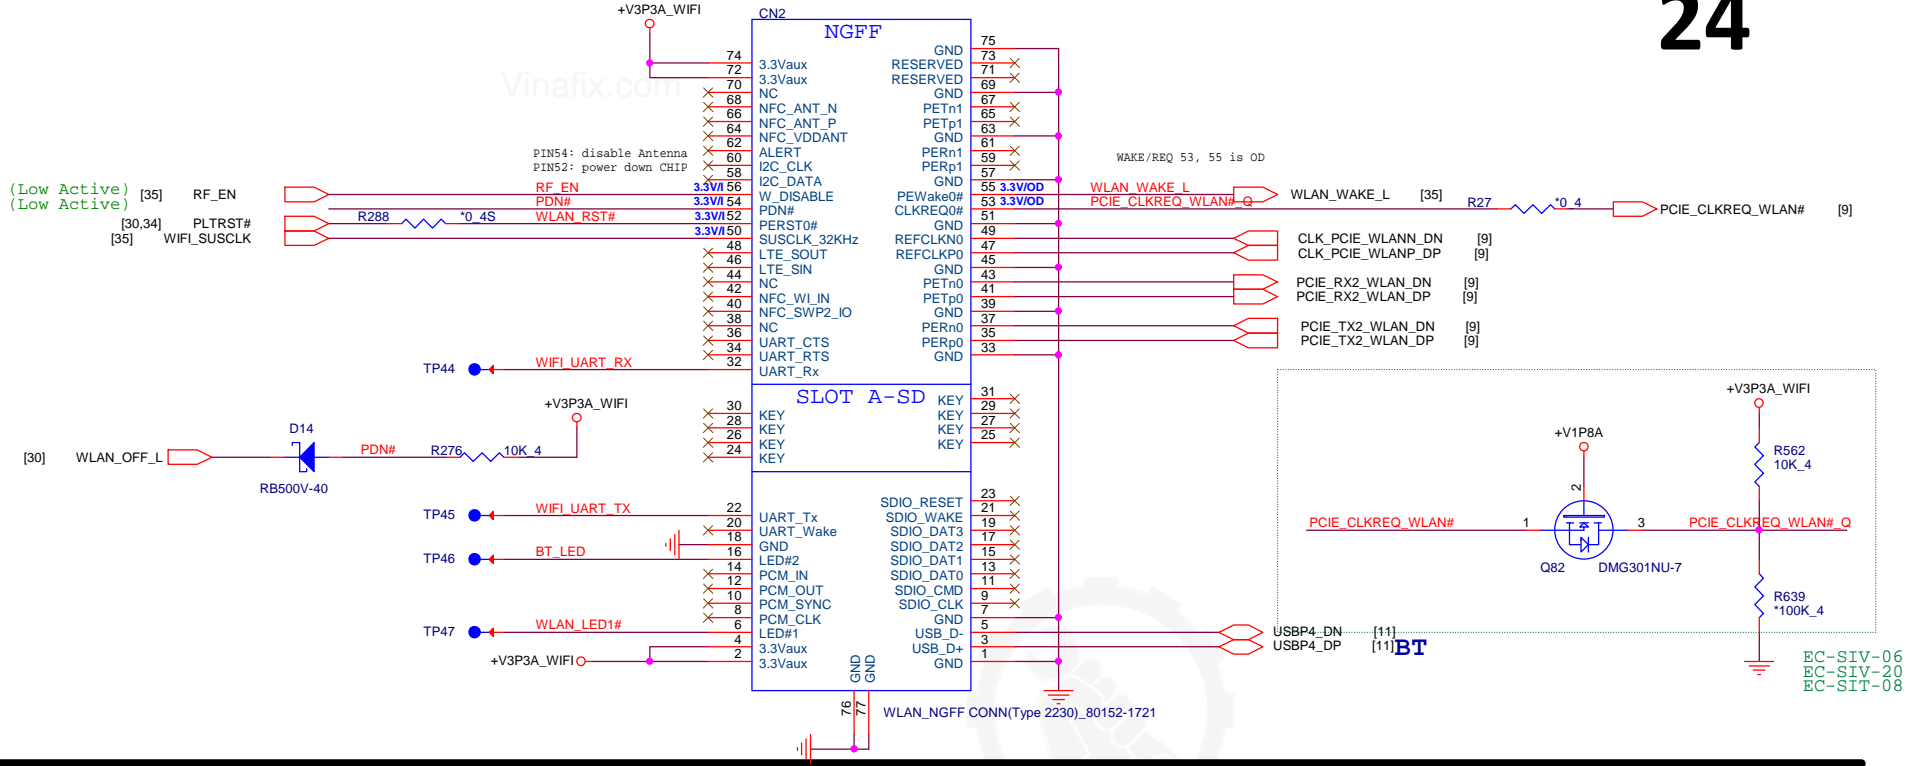 24
+V3P3A_WIFI
CN2
NGFF
Vinafix.com
74 3.3Vaux
72 3.3Vaux
70 NC
68 NFC_ANT_N
66 NFC_ANT_P
64 NFC_VDDANT
62 ALERT
60 I2C_CLK
58 I2C_DATA
3.3V/I 56 W_DISABLE
3.3V/I 54 PDN#
3.3V/I 52 PERST0#
3.3V/I 50 SUSCLK_32KHz
48 LTE_SOUT
46 LTE_SIN
44 NC
42 NFC_WI_IN
40 NFC_SWP2_IO
38 NC
36 UART_CTS
34 UART_RTS
32 UART_Rx
GND 75
RESERVED 73
RESERVED 71
GND 69
PETn1 67
PETp1 65
GND 63
PERn1 61
PERp1 59
GND 57
PEWake0# 55 3.3V/OD
CLKREQ0# 53 3.3V/OD
GND 51
REFCLKN0 49
REFCLKP0 47
GND 45
PETn0 43
PETp0 41
GND 39
PERn0 37
PERp0 35
GND 33
PIN54: disable Antenna
PIN52: power down CHIP
(Low Active) [35] RF_EN RF_EN
(Low Active) PDN#
[30,34] PLTRST# R288 *0_4S WLAN_RST#
[35] WIFI_SUSCLK
TP44 WIFI_UART_RX
WAKE/REQ 53, 55 is OD
WLAN_WAKE_L WLAN_WAKE_L [35]
PCIE_CLKREQ_WLAN#_Q R27 *0_4 PCIE_CLKREQ_WLAN# [9]
CLK_PCIE_WLANN_DN [9]
CLK_PCIE_WLANP_DP [9]
PCIE_RX2_WLAN_DN [9]
PCIE_RX2_WLAN_DP [9]
PCIE_TX2_WLAN_DN [9]
PCIE_TX2_WLAN_DP [9]
SLOT A-SD
30 KEY
28 KEY
26 KEY
24 KEY
KEY 31
KEY 29
KEY 27
KEY 25
+V3P3A_WIFI
D14
[30] WLAN_OFF_L PDN# R276 10K_4
RB500V-40
22 UART_Tx
20 UART_Wake
18 GND
16 LED#2
14 PCM_IN
12 PCM_OUT
10 PCM_SYNC
8 PCM_CLK
6 LED#1
4 3.3Vaux
2 3.3Vaux
SDIO_RESET 23
SDIO_WAKE 21
SDIO_DAT3 19
SDIO_DAT2 17
SDIO_DAT1 15
SDIO_DAT0 13
SDIO_CMD 11
SDIO_CLK 9
GND 7
USB_D- 5
USB_D+ 3
GND 1
TP45 WIFI_UART_TX
TP46 BT_LED
TP47 WLAN_LED1#
+V3P3A_WIFI
GND
GND
76
77
WLAN_NGFF CONN(Type 2230)_80152-1721
USBP4_DN [11]
USBP4_DP [11] BT
+V3P3A_WIFI
+V1P8A
R562
10K_4
2
PCIE_CLKREQ_WLAN# 1 3 PCIE_CLKREQ_WLAN#_Q
Q82 DMG301NU-7
R639
*100K_4
EC-SIV-06
EC-SIV-20
EC-SIT-08